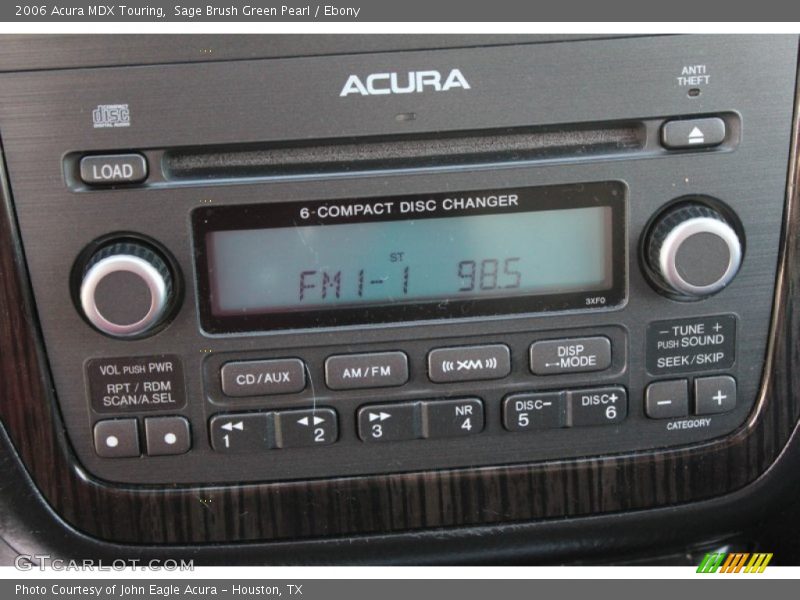 2006 Acura MDX Touring, Sage Brush Green Pearl / Ebony
ACURA
ANTI
THEFT
COMPACT
disc
DIGITAL AUDIO
LOAD
6-COMPACT DISC CHANGER
ST
FM1-1 98.5
3XF0
VOL PUSH PWR
RPT / RDM
SCAN/A.SEL
CD/AUX
AM/FM
XM
DISP
MODE
- TUNE +
PUSH SOUND
SEEK/SKIP
1
2
3
NR
4
DISC-
5
DISC+
6
- +
CATEGORY
GTCARLOT.COM
Photo Courtesy of John Eagle Acura - Houston, TX